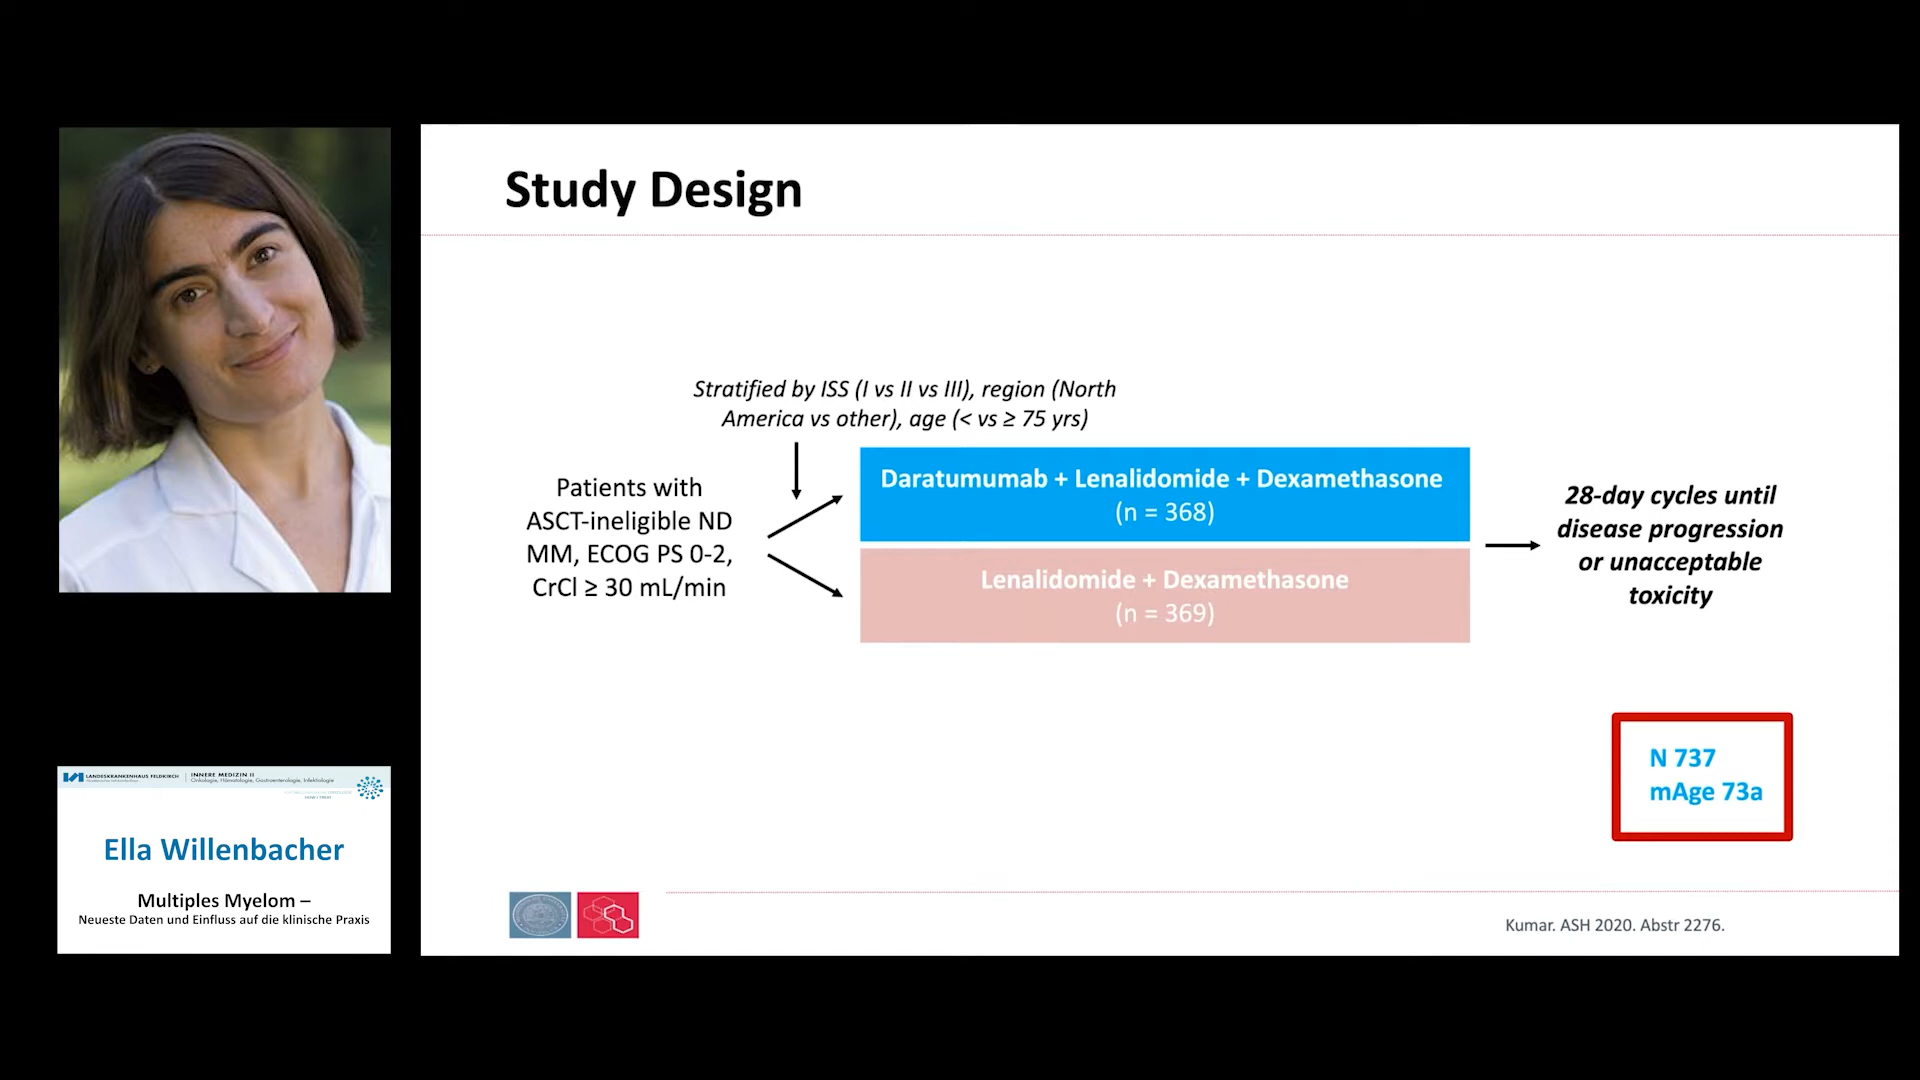 Study Design
Stratified by ISS (I vs II vs III), region (North
America vs other), age (< vs ≥ 75 yrs)
Patients with
ASCT-ineligible ND
MM, ECOG PS 0-2,
CrCl ≥ 30 mL/min
Daratumumab + Lenalidomide + Dexamethasone
(n = 368)
Lenalidomide + Dexamethasone
(n = 369)
28-day cycles until
disease progression
or unacceptable
toxicity
N 737
mAge 73a
Kumar. ASH 2020. Abstr 2276.
LANDESKRANKENHAUS FELDKIRCH
INNERE MEDIZIN II
Onkologie, Hämatologie, Gastroenterologie, Infektiologie
HOW I TREAT
Ella Willenbacher
Multiples Myelom –
Neueste Daten und Einfluss auf die klinische Praxis